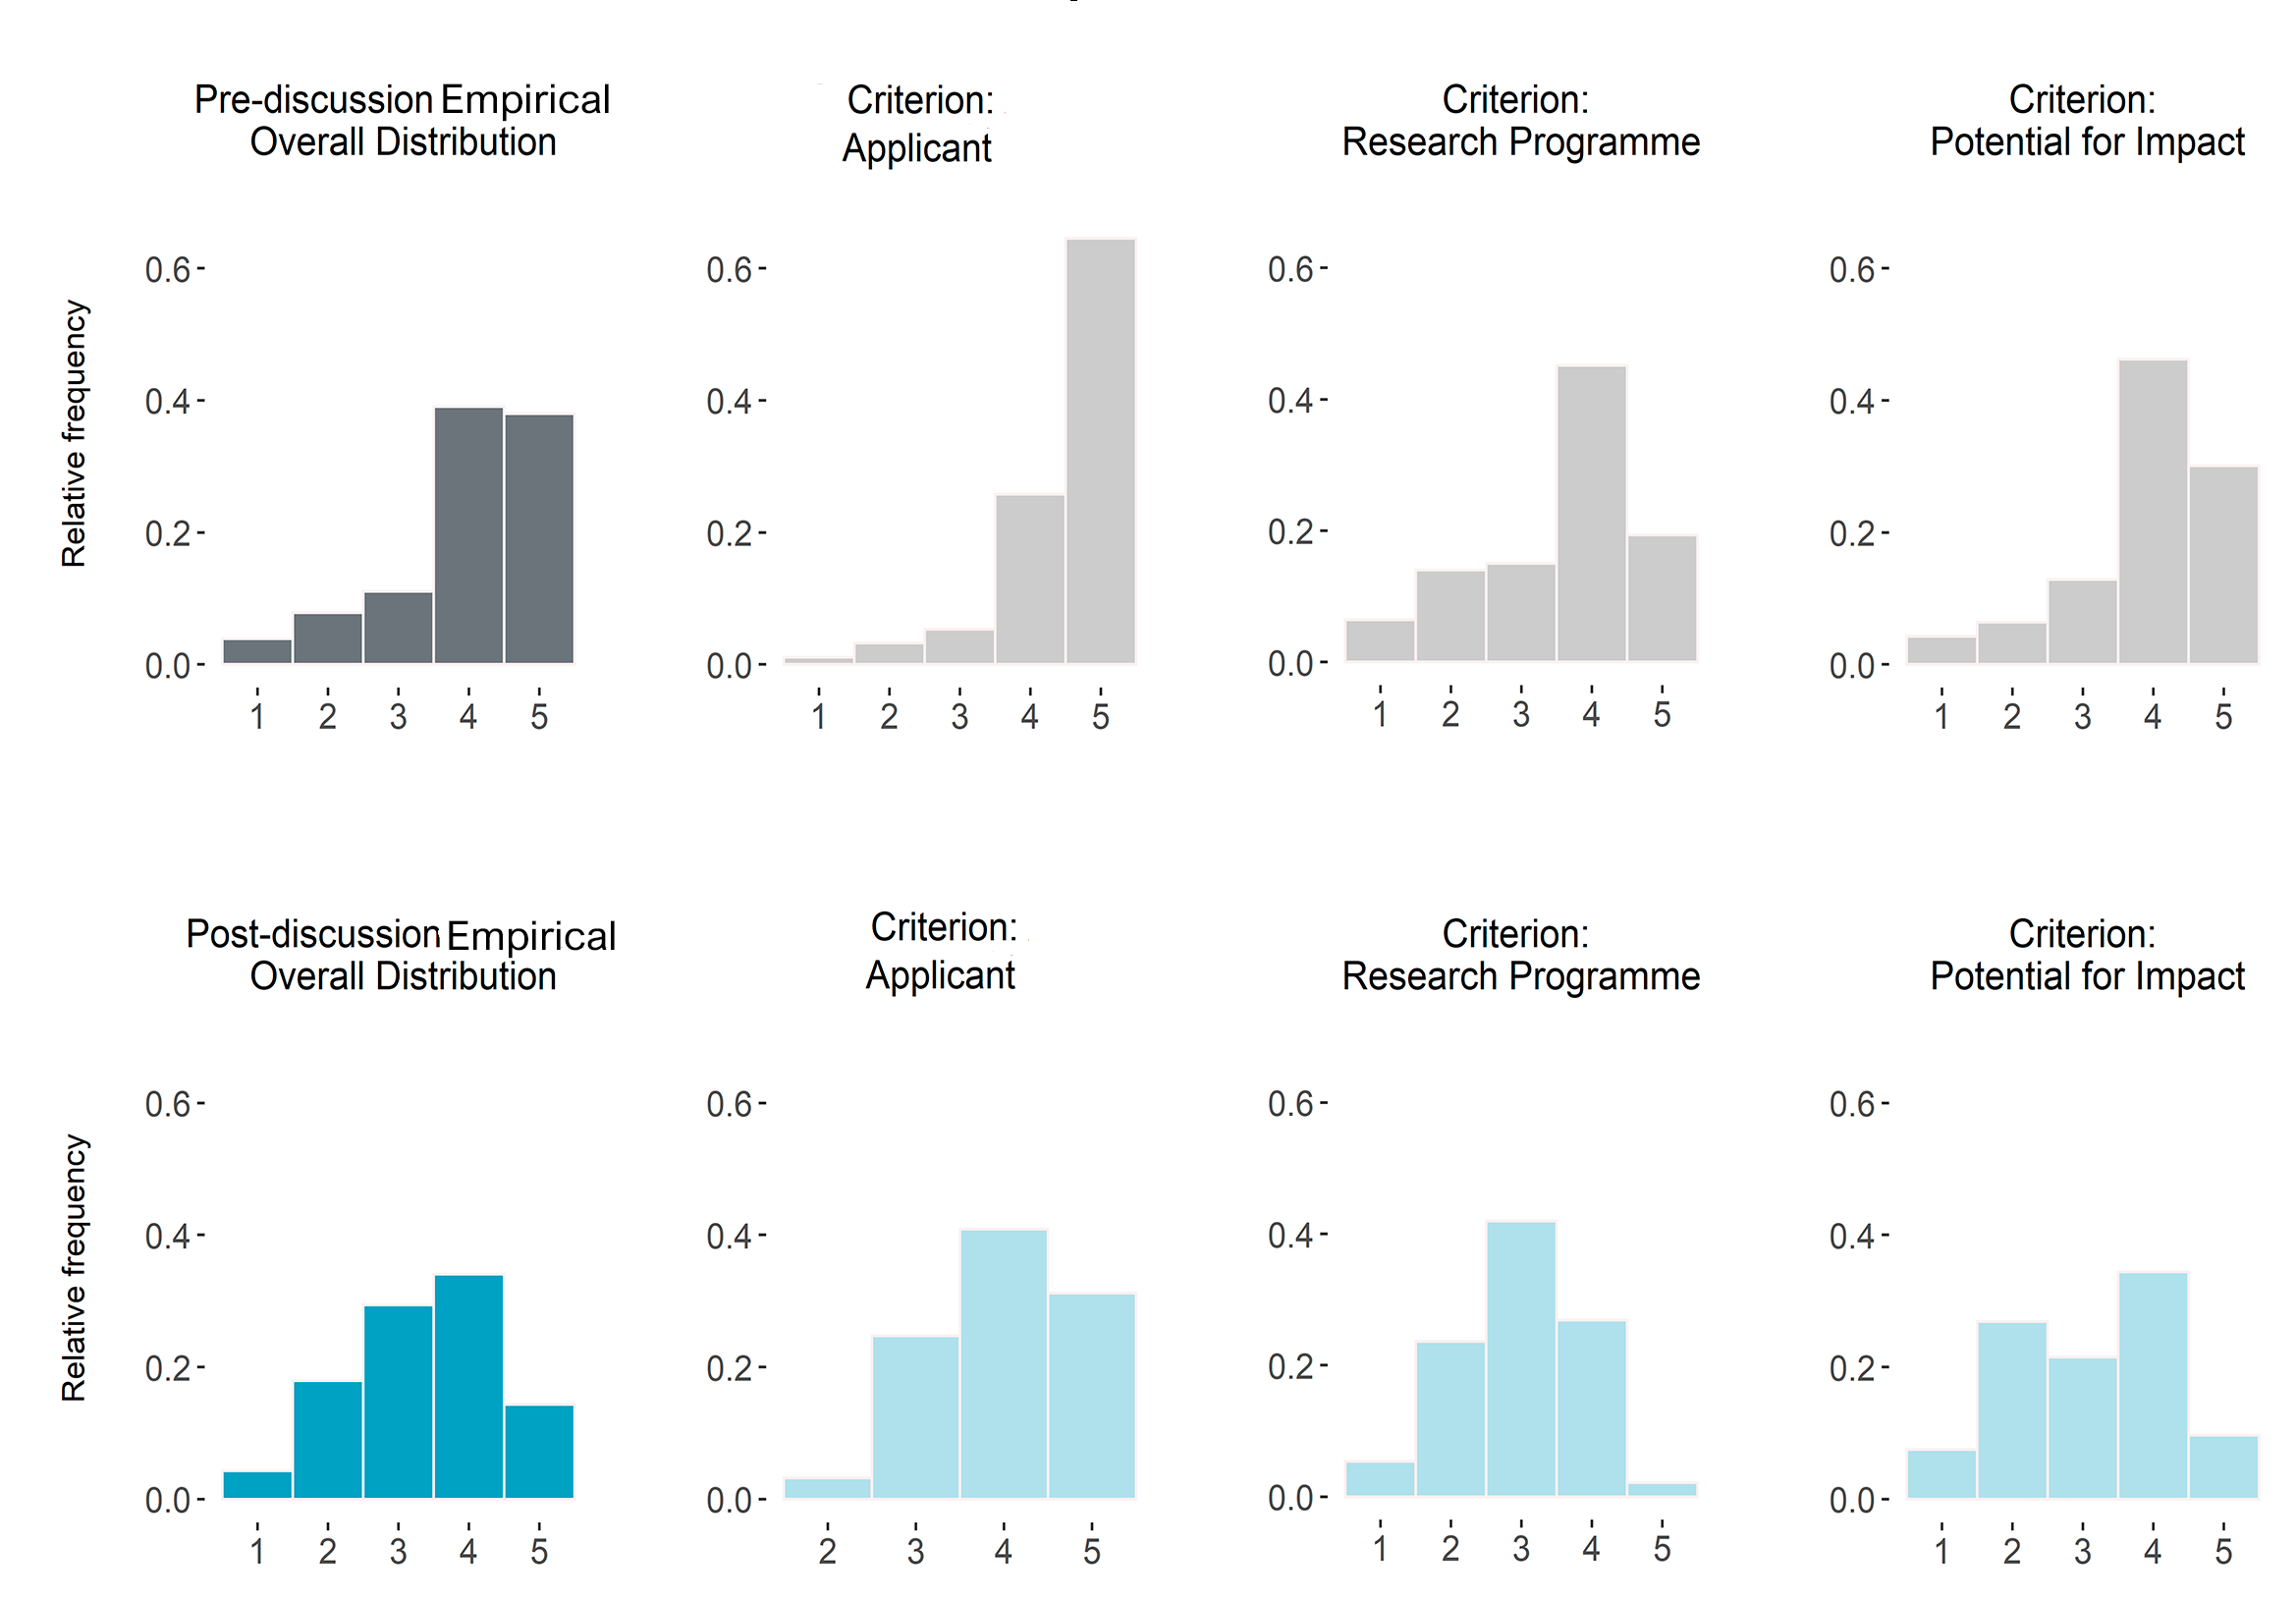 Pre-discussion Empirical
Overall Distribution
Criterion:
Applicant
Criterion:
Research Programme
Criterion:
Potential for Impact
Relative frequency
0.6
0.4
0.2
0.0
1 2 3 4 5
0.6
0.4
0.2
0.0
1 2 3 4 5
0.6
0.4
0.2
0.0
1 2 3 4 5
0.6
0.4
0.2
0.0
1 2 3 4 5
Post-discussion Empirical
Overall Distribution
Criterion:
Applicant
Criterion:
Research Programme
Criterion:
Potential for Impact
Relative frequency
0.6
0.4
0.2
0.0
1 2 3 4 5
0.6
0.4
0.2
0.0
2 3 4 5
0.6
0.4
0.2
0.0
1 2 3 4 5
0.6
0.4
0.2
0.0
1 2 3 4 5